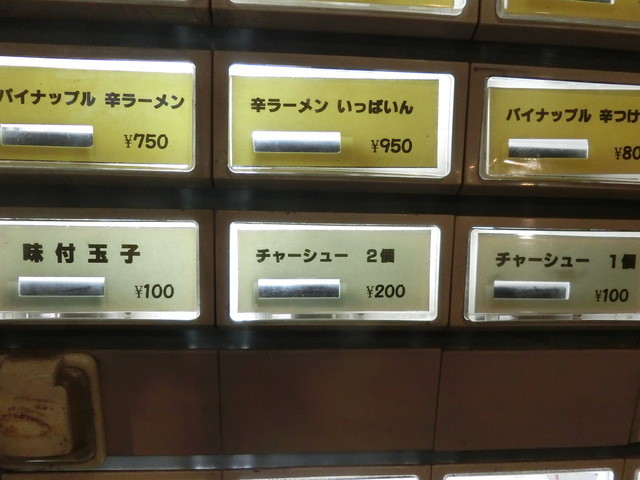 パイナップル 辛ラーメン
¥750
辛ラーメン いっぱいん
¥950
パイナップル 辛つけ
¥80
味付玉子
¥100
チャーシュー 2個
¥200
チャーシュー 1個
¥100